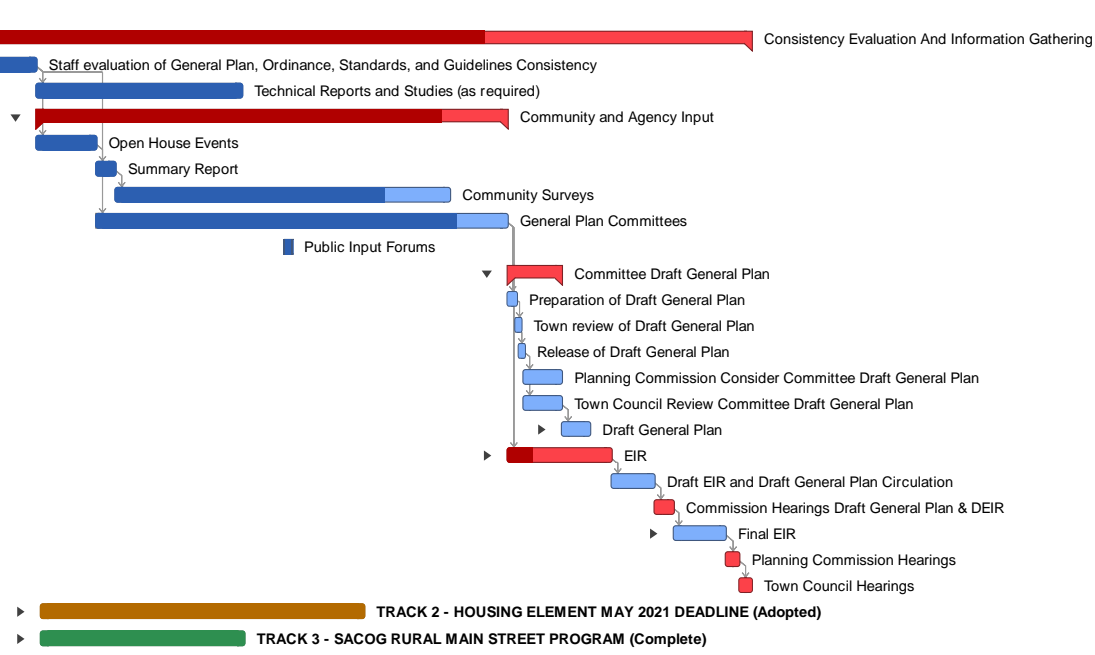 Consistency Evaluation And Information Gathering
Staff evaluation of General Plan, Ordinance, Standards, and Guidelines Consistency
Technical Reports and Studies (as required)
Community and Agency Input
Open House Events
Summary Report
Community Surveys
General Plan Committees
Public Input Forums
Committee Draft General Plan
Preparation of Draft General Plan
Town review of Draft General Plan
Release of Draft General Plan
Planning Commission Consider Committee Draft General Plan
Town Council Review Committee Draft General Plan
Draft General Plan
EIR
Draft EIR and Draft General Plan Circulation
Commission Hearings Draft General Plan & DEIR
Final EIR
Planning Commission Hearings
Town Council Hearings
TRACK 2 - HOUSING ELEMENT MAY 2021 DEADLINE (Adopted)
TRACK 3 - SACOG RURAL MAIN STREET PROGRAM (Complete)